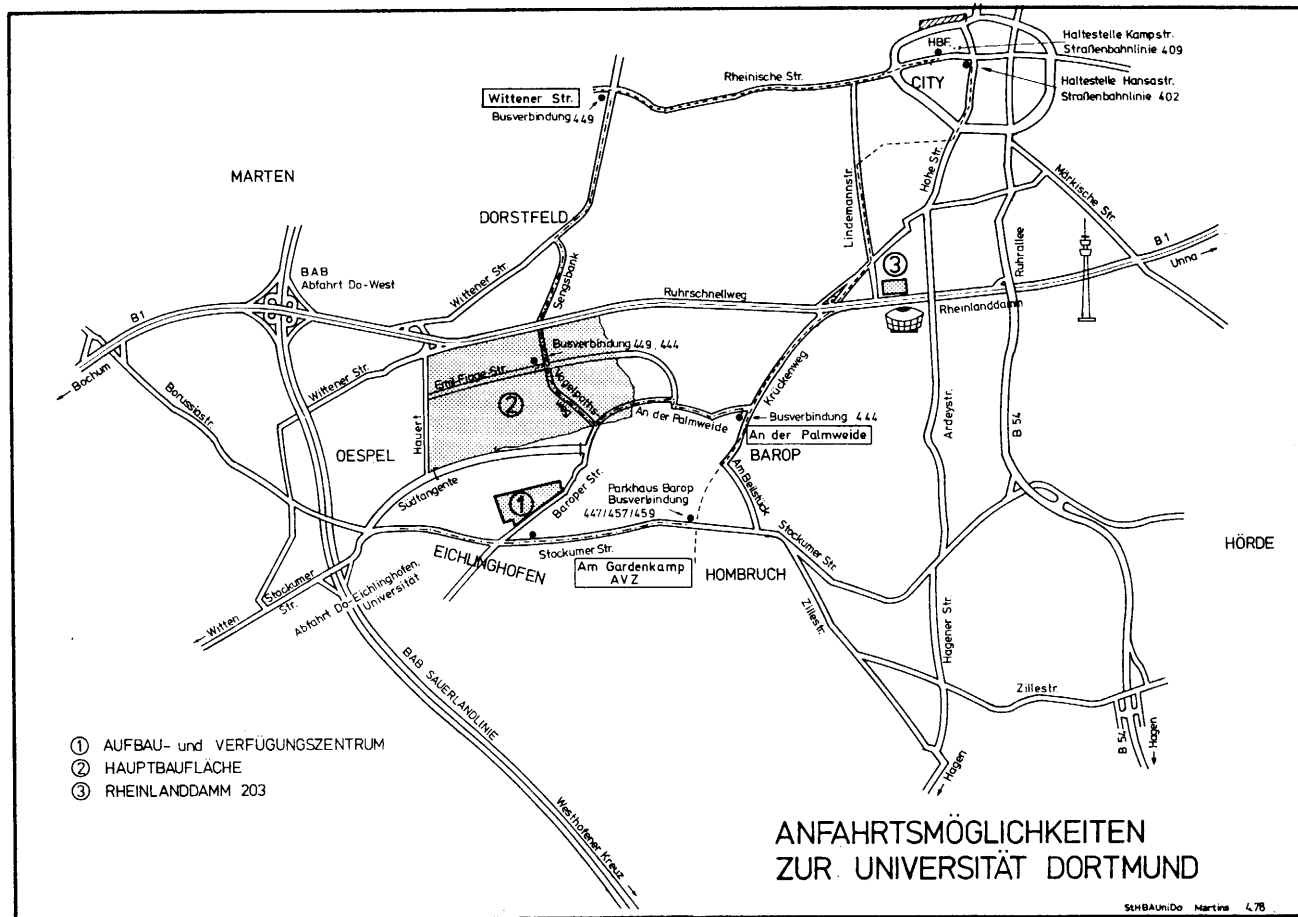 HBF.
Haltestelle Kampstr.
Straßenbahnlinie 409
CITY
Haltestelle Hansastr.
Straßenbahnlinie 402
Rheinische Str.
Wittener Str.
Busverbindung 449
MARTEN
DORSTFELD
Lindemannstr.
Hohe Str.
Märkische Str.
Ruhrallee
B1
Unna
BAB
Abfahrt Do-West
Wittener Str.
Sengsbank
Ruhrschnellweg
③
Rheinlanddamm
B1
Bochum
Borussiastr.
Wittener Str.
Busverbindung 449, 444
Emil-Figge-Str.
Vogelpoths-
weg
②
Krückenweg
Ardeystr.
B 54
An der Palmweide
Busverbindung 444
An der Palmweide
BAROP
Hauert
OESPEL
Südtangente
①
Baroper Str.
Am Beilstück
Parkhaus Barop
Busverbindung
447/457/459
EICHLINGHOFEN
Stockumer Str.
Am Gardenkamp
AVZ
HOMBRUCH
Stockumer Str.
HÖRDE
Stockumer
Str.
Witten
Abfahrt Do-Eichlinghofen.
Universität
Zillestr.
Hagener Str.
Zillestr.
BAB SAUERLANDLINIE
B 54
Hagen
Hagen
Westhofener Kreuz
① AUFBAU- und VERFÜGUNGSZENTRUM
② HAUPTBAUFLÄCHE
③ RHEINLANDDAMM 203
ANFAHRTSMÖGLICHKEITEN
ZUR UNIVERSITÄT DORTMUND
StHBAUniDo Martins 4.78